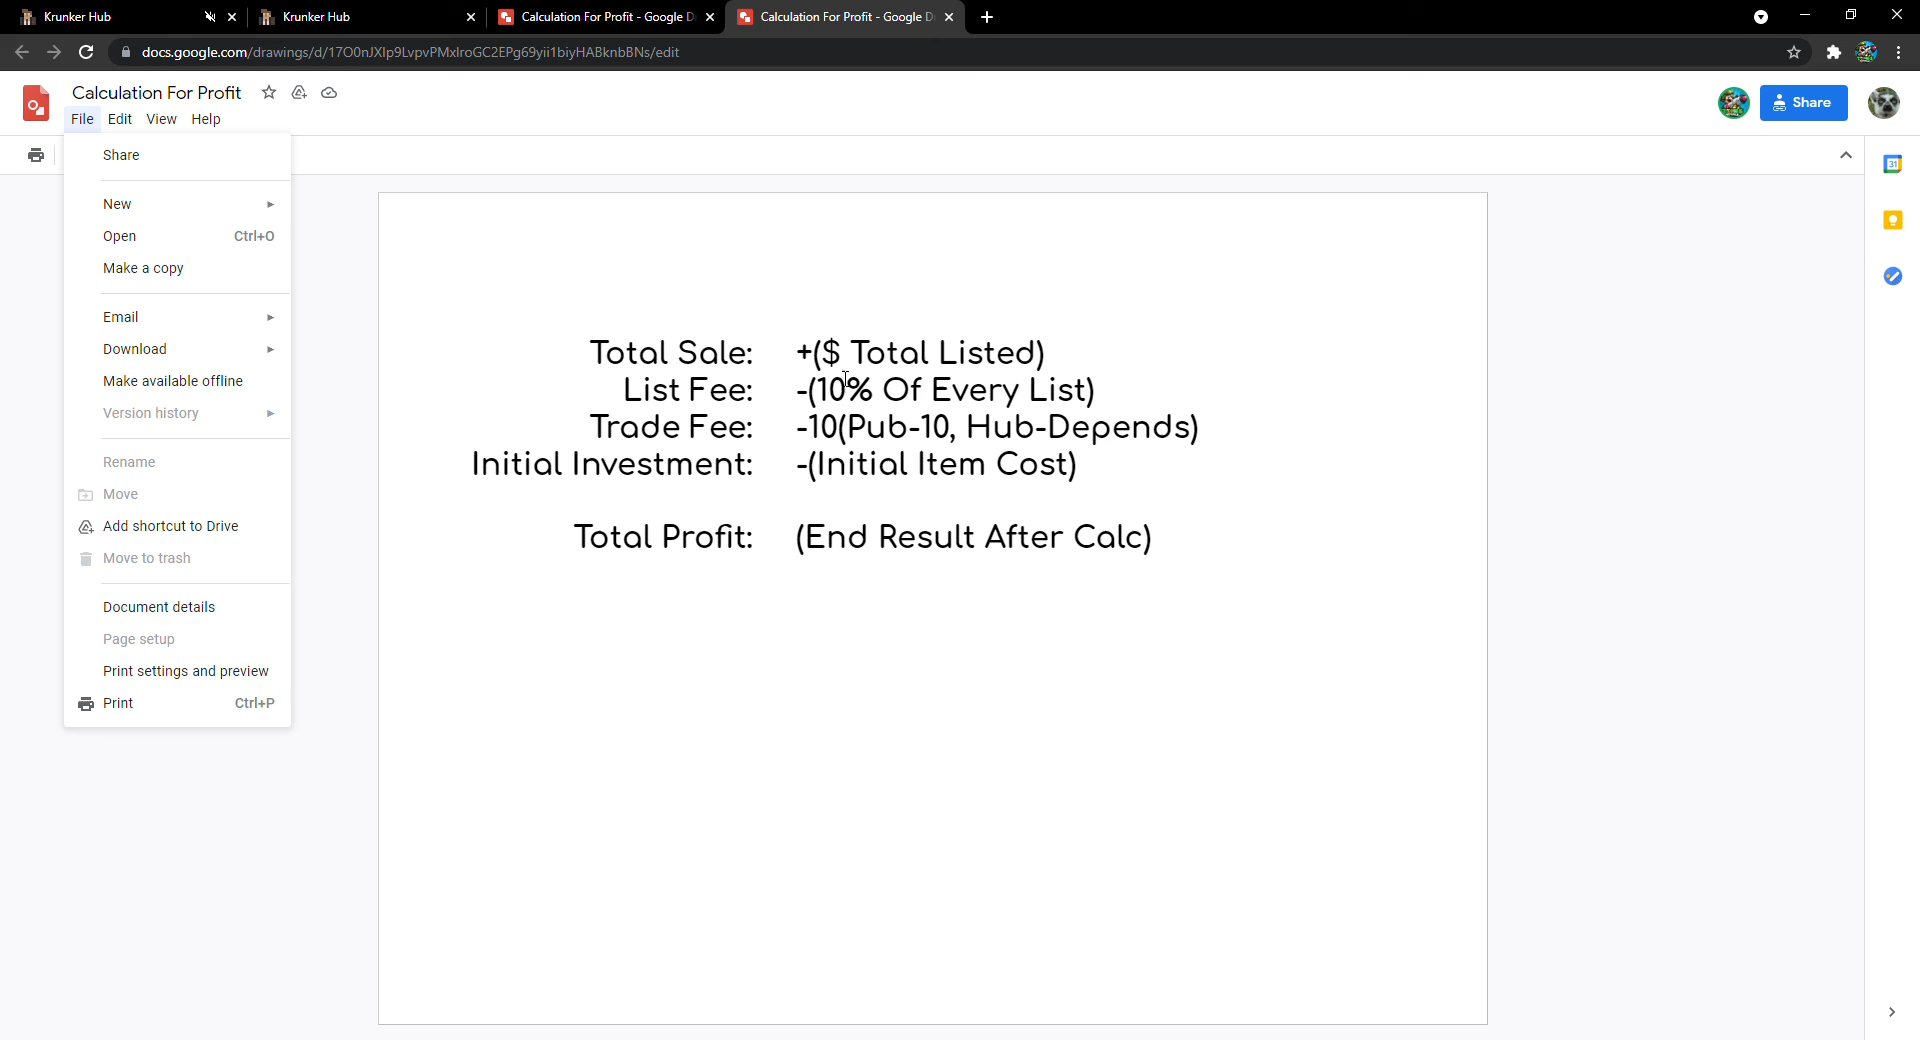 Krunker Hub
Krunker Hub
Calculation For Profit - Google D
Calculation For Profit - Google D
docs.google.com/drawings/d/17O0nJXIp9LvpvPMxIroGC2EPg69yii1biyHABknbBNs/edit
Calculation For Profit
Share
File Edit View Help
Share
31
New
Open Ctrl+O
Make a copy
Email
Download
Make available offline
Version history
Rename
Move
Add shortcut to Drive
Move to trash
Document details
Page setup
Print settings and preview
Print Ctrl+P
Total Sale: +($ Total Listed)
List Fee: -(10% Of Every List)
Trade Fee: -10(Pub-10, Hub-Depends)
Initial Investment: -(Initial Item Cost)
Total Profit: (End Result After Calc)